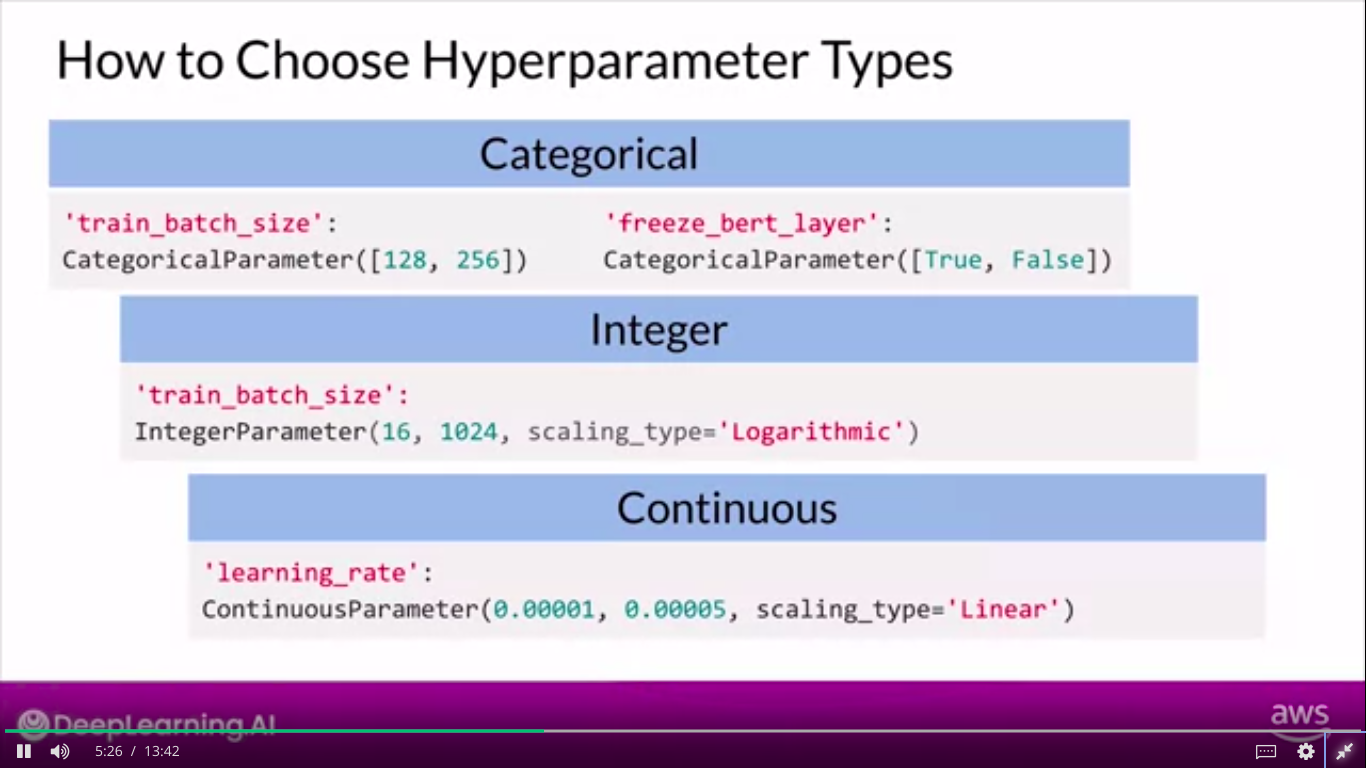 How to Choose Hyperparameter Types
Categorical
'train_batch_size':
CategoricalParameter([128, 256])
'freeze_bert_layer':
CategoricalParameter([True, False])
Integer
'train_batch_size':
IntegerParameter(16, 1024, scaling_type='Logarithmic')
Continuous
'learning_rate':
ContinuousParameter(0.00001, 0.00005, scaling_type='Linear')
DeepLearning.AI
aws
5:26 / 13:42